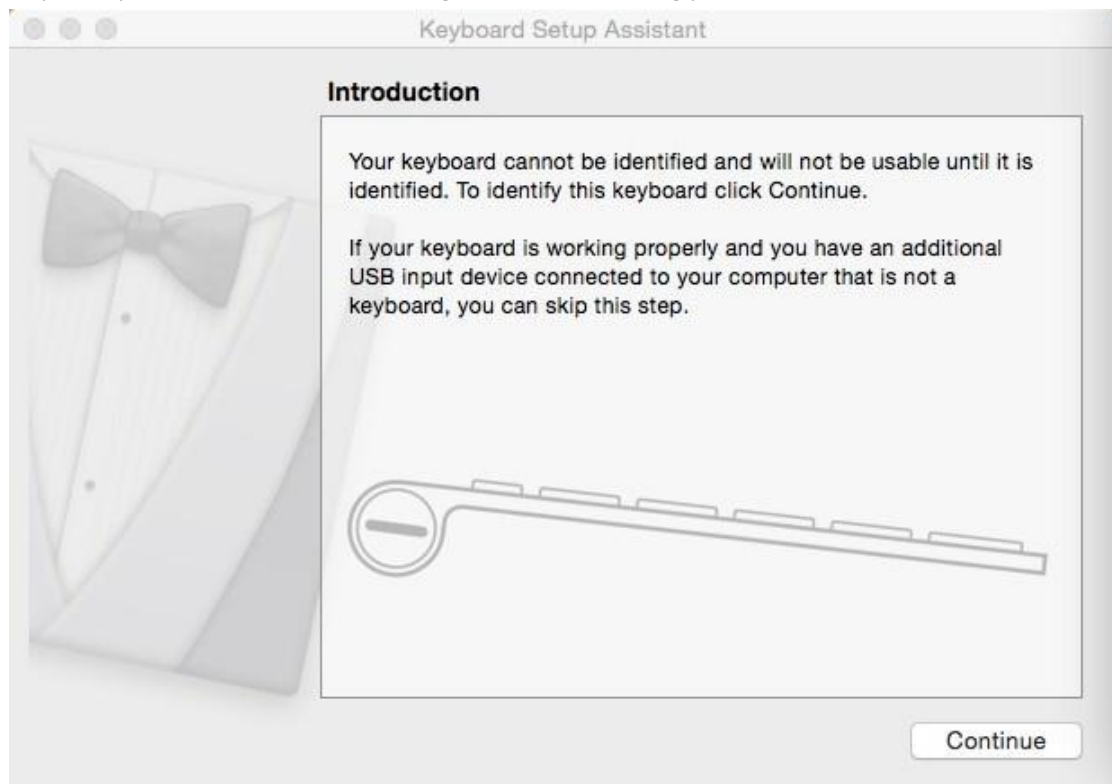 Keyboard Setup Assistant
Introduction
Your keyboard cannot be identified and will not be usable until it is
identified. To identify this keyboard click Continue.
If your keyboard is working properly and you have an additional
USB input device connected to your computer that is not a
keyboard, you can skip this step.
Continue